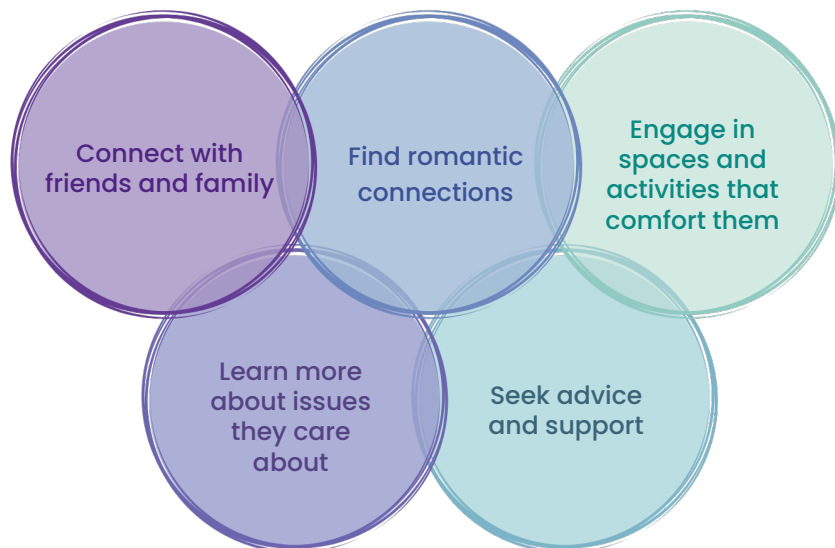 Connect with
friends and family
Find romantic
connections
Engage in
spaces and
activities that
comfort them
Learn more
about issues
they care
about
Seek advice
and support